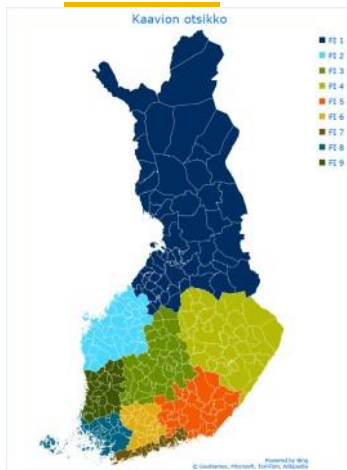 Kaavion otsikko
FI 1
FI 2
FI 3
FI 4
FI 5
FI 6
FI 7
FI 8
FI 9
Powered by Bing
© GeoNames, Microsoft, TomTom, Wikipedia